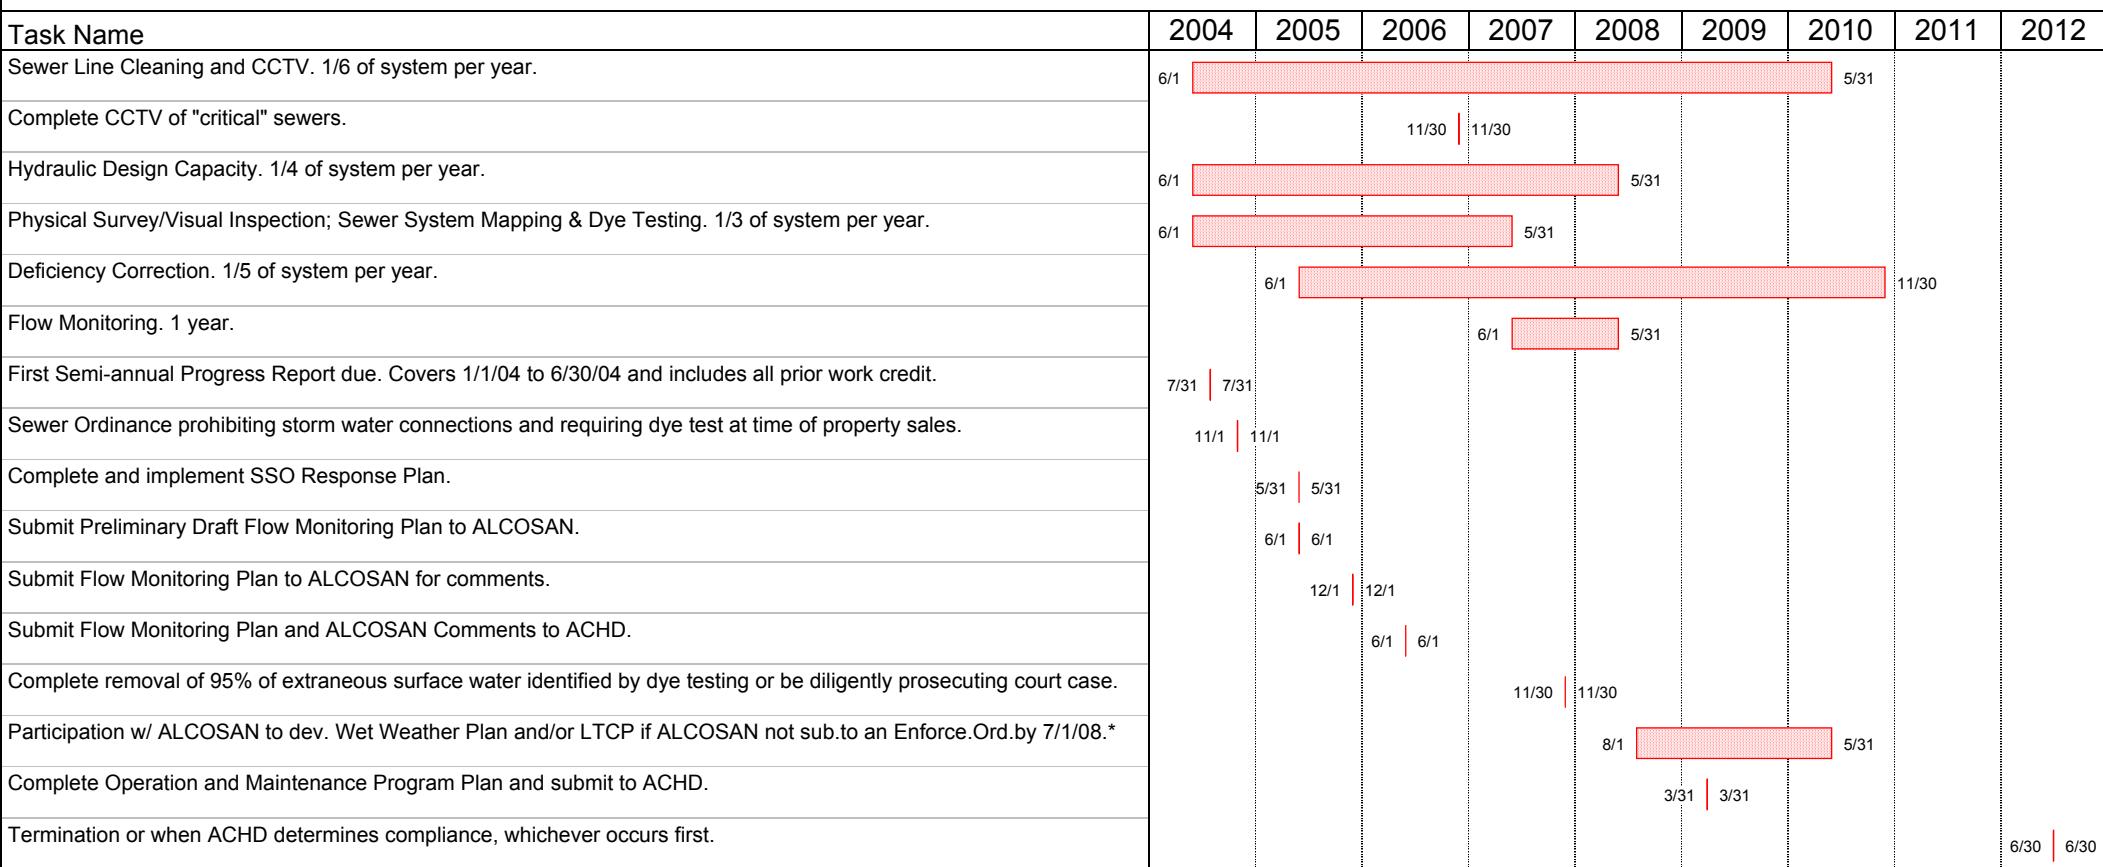 Task Name 2004 2005 2006 2007 2008 2009 2010 2011 2012
Sewer Line Cleaning and CCTV. 1/6 of system per year.
6/1 5/31
Complete CCTV of "critical" sewers.
11/30 11/30
Hydraulic Design Capacity. 1/4 of system per year.
6/1 5/31
Physical Survey/Visual Inspection; Sewer System Mapping & Dye Testing. 1/3 of system per year.
6/1 5/31
Deficiency Correction. 1/5 of system per year.
6/1 11/30
Flow Monitoring. 1 year.
6/1 5/31
First Semi-annual Progress Report due. Covers 1/1/04 to 6/30/04 and includes all prior work credit.
7/31 7/31
Sewer Ordinance prohibiting storm water connections and requiring dye test at time of property sales.
11/1 11/1
Complete and implement SSO Response Plan.
5/31 5/31
Submit Preliminary Draft Flow Monitoring Plan to ALCOSAN.
6/1 6/1
Submit Flow Monitoring Plan to ALCOSAN for comments.
12/1 12/1
Submit Flow Monitoring Plan and ALCOSAN Comments to ACHD.
6/1 6/1
Complete removal of 95% of extraneous surface water identified by dye testing or be diligently prosecuting court case.
11/30 11/30
Participation w/ ALCOSAN to dev. Wet Weather Plan and/or LTCP if ALCOSAN not sub.to an Enforce.Ord.by 7/1/08.*
8/1 5/31
Complete Operation and Maintenance Program Plan and submit to ACHD.
3/31 3/31
Termination or when ACHD determines compliance, whichever occurs first.
6/30 6/30